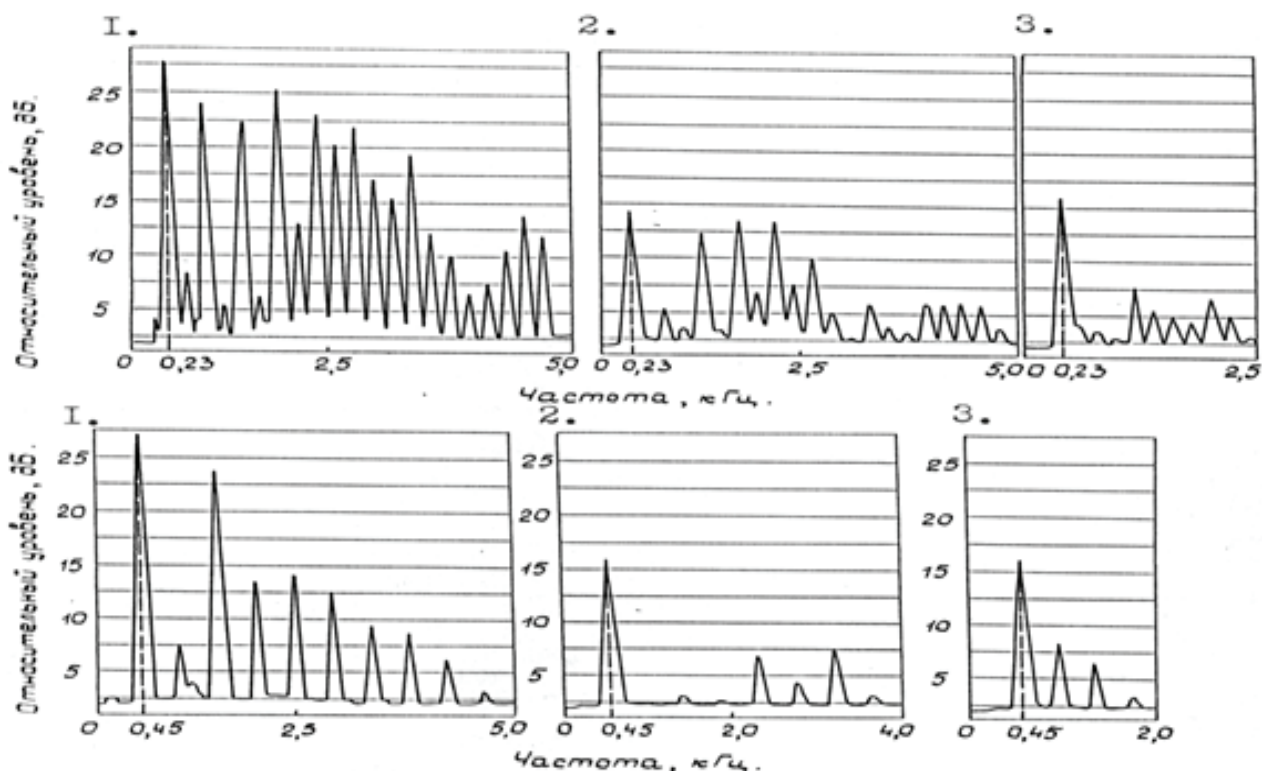 I. 2. 3.
Относительный уровень, дБ.
25
20
15
10
5
0 0,23 2,5 5,0 0 0,23 2,5 5,0 0 0,23 2,5
Частота, кГц.
I. 2. 3.
Относительный уровень, дБ.
25 25 25
20 20 20
15 15 15
10 10 10
5 5 5
0 0,45 2,5 5,0 0 0,45 2,0 4,0 0 0,45 2,0
Частота, кГц.